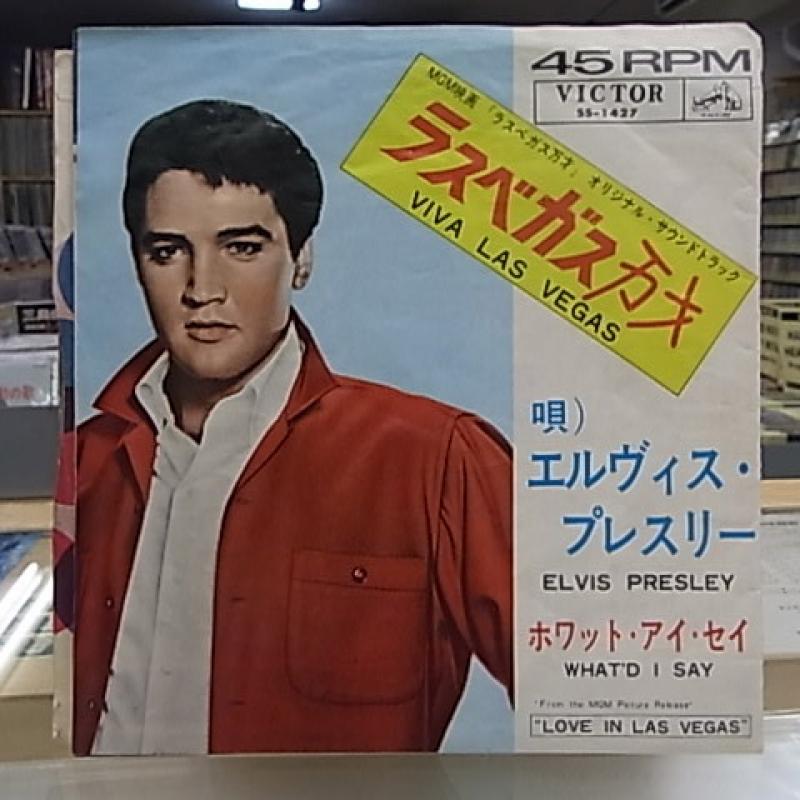 45 RPM
VICTOR
SS-1427
MGM映画「ラスベガス万才」オリジナル・サウンドトラック
ラスベガス万才
VIVA LAS VEGAS
唄)
エルヴィス・
プレスリー
ELVIS PRESLEY
ホワット・アイ・セイ
WHAT'D I SAY
"From the MGM Picture Release"
"LOVE IN LAS VEGAS"